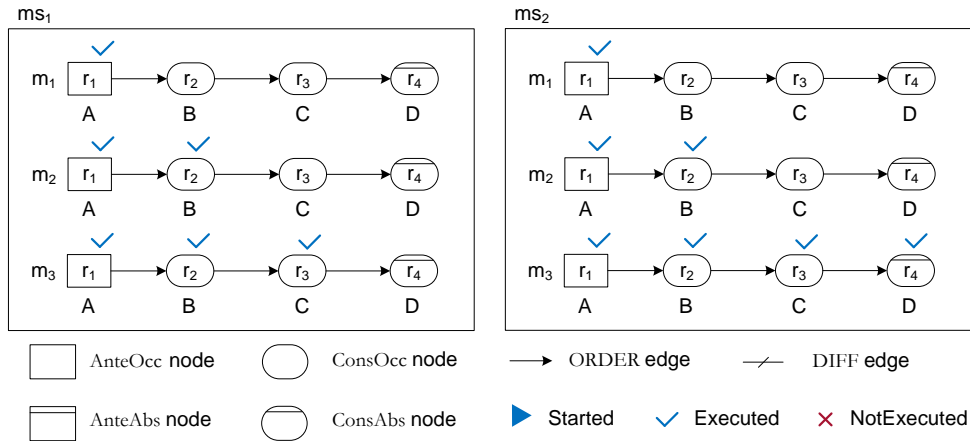 ms₁ ms₂
m₁ r₁ r₂ r₃ r₄ m₁ r₁ r₂ r₃ r₄
A B C D A B C D
m₂ r₁ r₂ r₃ r₄ m₂ r₁ r₂ r₃ r₄
A B C D A B C D
m₃ r₁ r₂ r₃ r₄ m₃ r₁ r₂ r₃ r₄
A B C D A B C D
AnteOcc node ConsOcc node ORDER edge DIFF edge
AnteAbs node ConsAbs node Started Executed NotExecuted